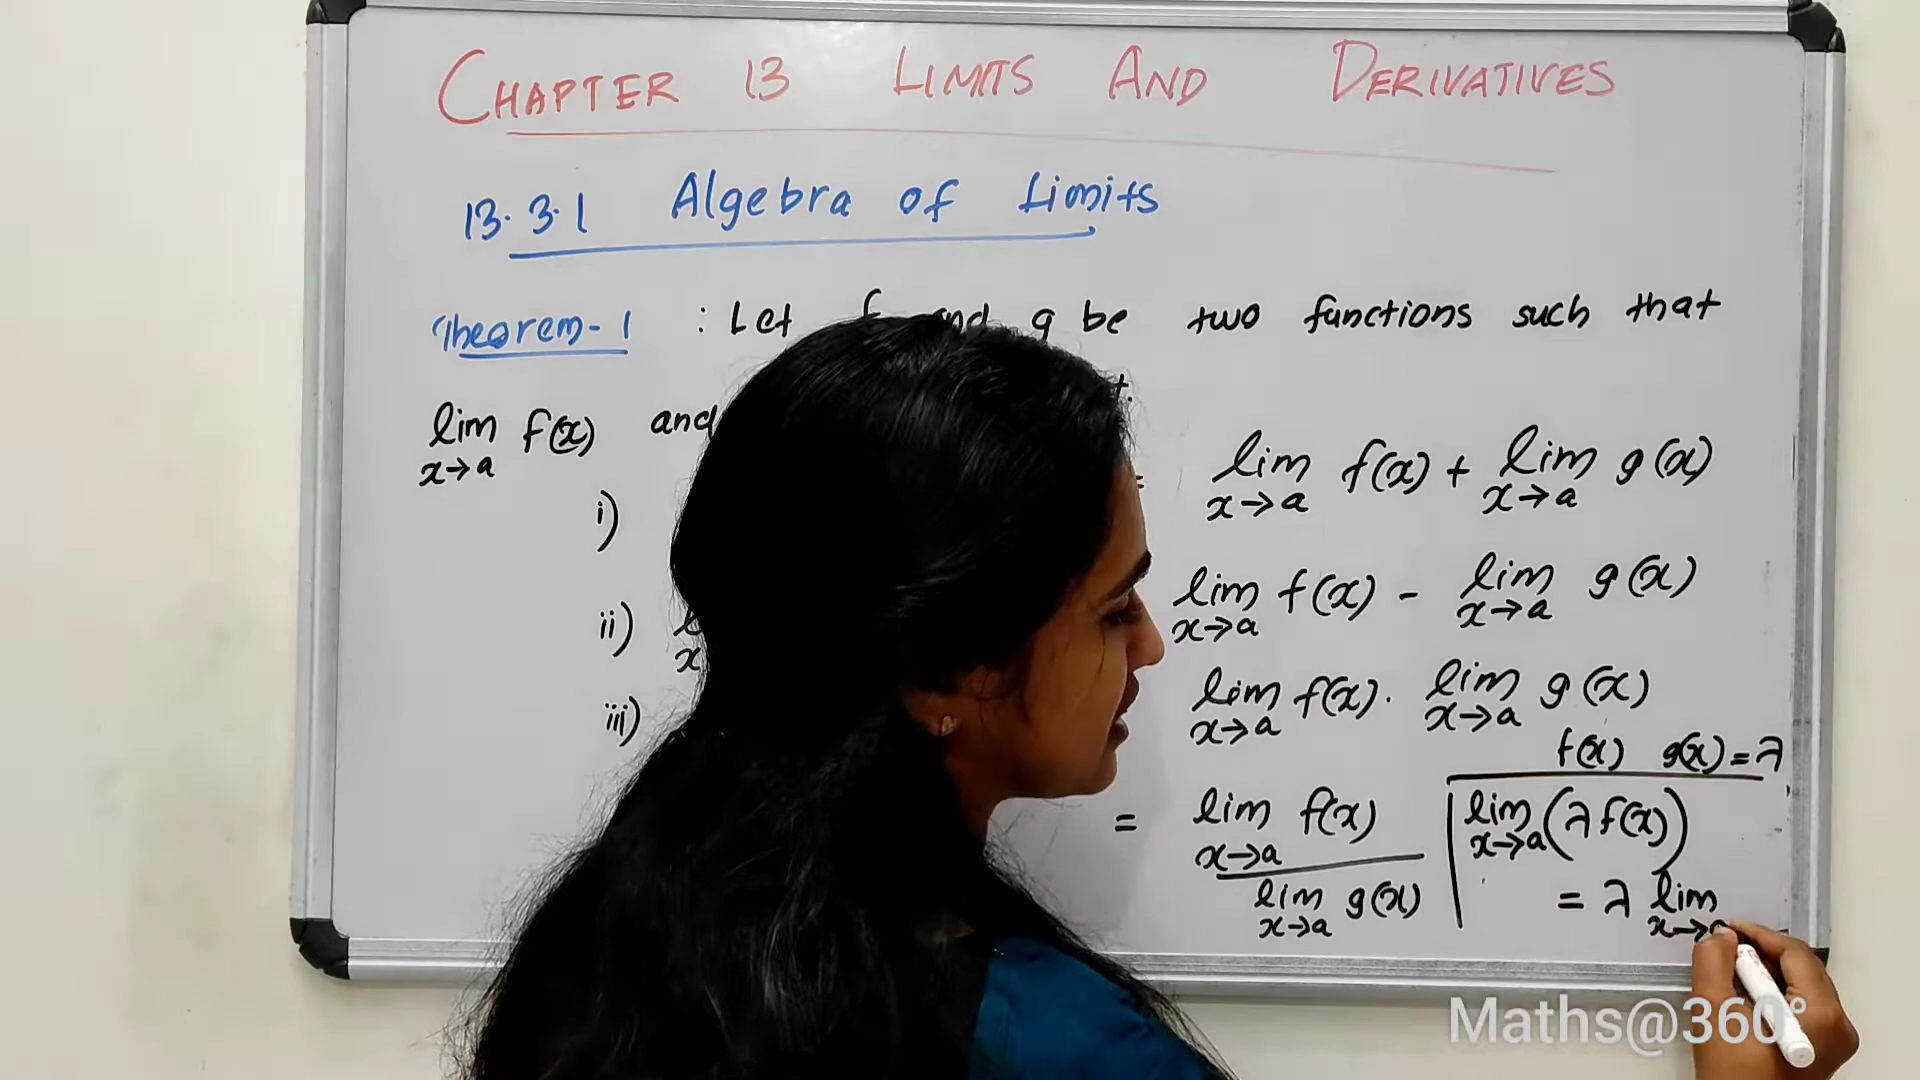 CHAPTER 13 LIMITS AND DERIVATIVES
13.3.1 Algebra of Limits
Theorem-1 : Let f and g be two functions such that
lim f(x) and
x→a
i) = lim f(x) + lim g(x)
x→a x→a
ii) lim f(x) - lim g(x)
x x→a x→a
iii) lim f(x). lim g(x)
x→a x→a
f(x) g(x) = λ
= lim f(x)
x→a
lim g(x)
x→a
lim (λ f(x))
x→a
= λ lim
x→a
Maths@360°